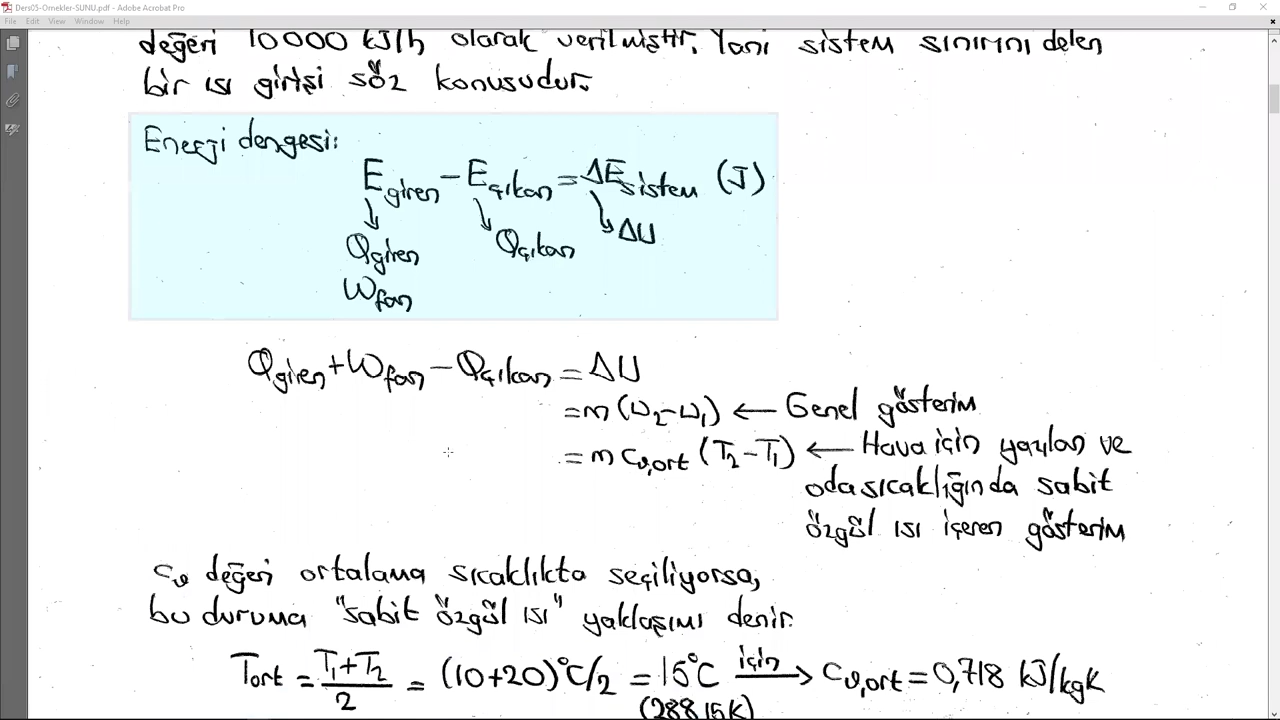 Ders05-Ornekler-SUNU.pdf - Adobe Acrobat Pro
File Edit View Window Help
değeri 10000 kJ/h olarak verilmiştir. Yani sistem sınırını delen
bir ısı girişi söz konusudur.
Enerji dengesi:
E giren - E çıkan = ΔE sistem (J)
↓ ↘ ↘
Q giren Q çıkan ΔU
W fan
Q giren + W fan - Q çıkan = ΔU
= m (u₂-u₁) ← Genel gösterim
= m c v,ort (T₂-T₁) ← Hava için yazılan ve
odasıcaklığında sabit
özgül ısı içeren gösterim
cv değeri ortalama sıcaklıkta seçiliyorsa,
bu duruma "sabit özgül ısı" yaklaşımı denir.
Tort = T₁+T₂/2 = (10+20)°C/2 = 15°C için → c v,ort = 0,718 kJ/kgK
(288,15K)